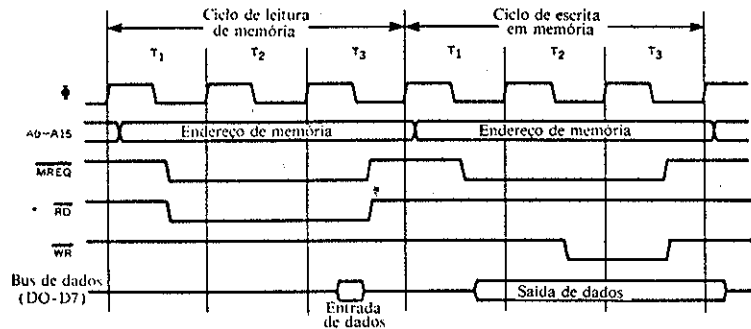 Ciclo de leitura
de memória
Ciclo de escrita
em memória
T1 T2 T3 T1 T2 T3
Φ
A0-A15 Endereço de memória Endereço de memória
MREQ
RD
WR
Bus de dados
(DO-D7)
Entrada
de dados
Saída de dados